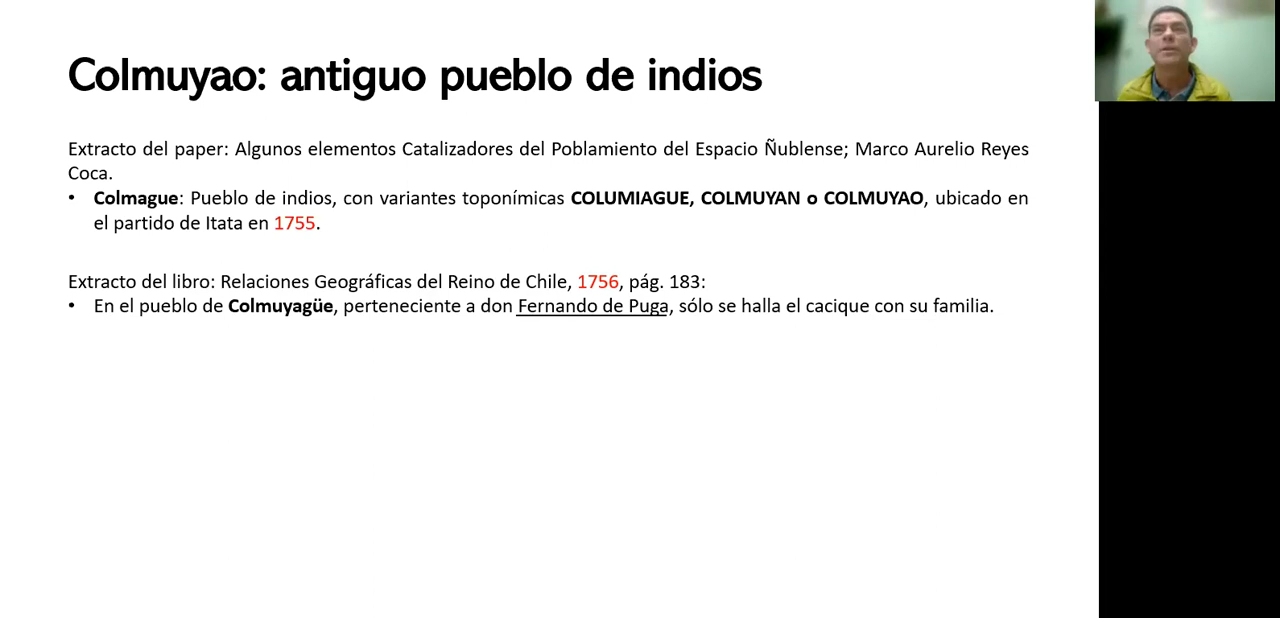 Colmuyao: antiguo pueblo de indios
Extracto del paper: Algunos elementos Catalizadores del Poblamiento del Espacio Ñublense; Marco Aurelio Reyes
Coca.
• Colmague: Pueblo de indios, con variantes toponímicas COLUMIAGUE, COLMUYAN o COLMUYAO, ubicado en
el partido de Itata en 1755.
Extracto del libro: Relaciones Geográficas del Reino de Chile, 1756, pág. 183:
• En el pueblo de Colmuyagüe, perteneciente a don Fernando de Puga, sólo se halla el cacique con su familia.